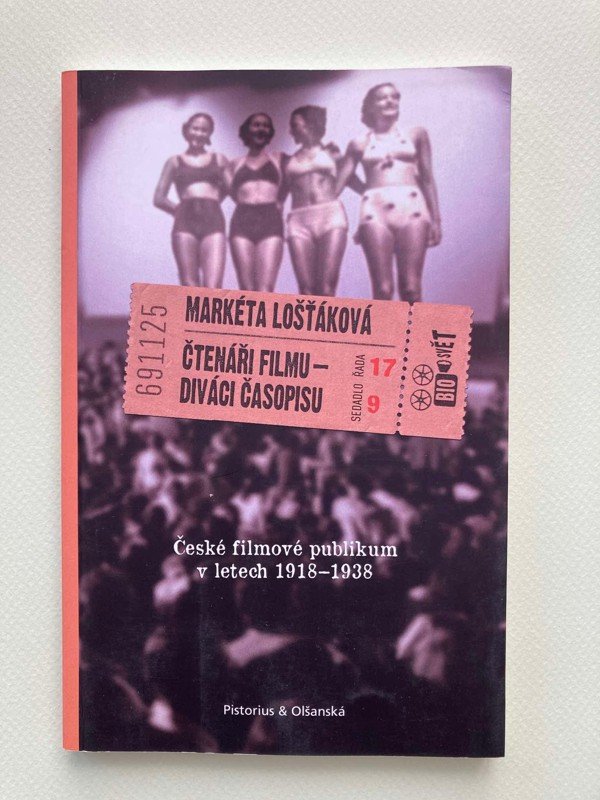 691125
MARKÉTA LOŠŤÁKOVÁ
ČTENÁŘI FILMU –
DIVÁCI ČASOPISU
ŘADA 17
SEDADLO 9
BIO SVĚT
České filmové publikum
v letech 1918–1938
Pistorius & Olšanská